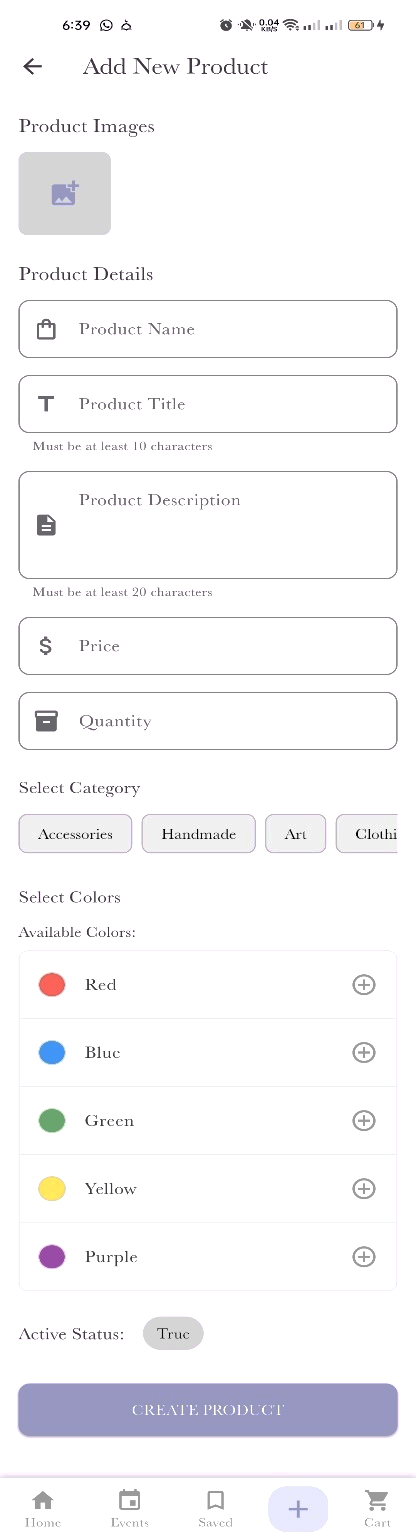 6:39
0.04
KB/S
61
Add New Product
Product Images
Product Details
Product Name
Product Title
Must be at least 10 characters
Product Description
Must be at least 20 characters
Price
Quantity
Select Category
Accessories Handmade Art Clothi
Select Colors
Available Colors:
Red
Blue
Green
Yellow
Purple
Active Status: True
CREATE PRODUCT
Home Events Saved Cart